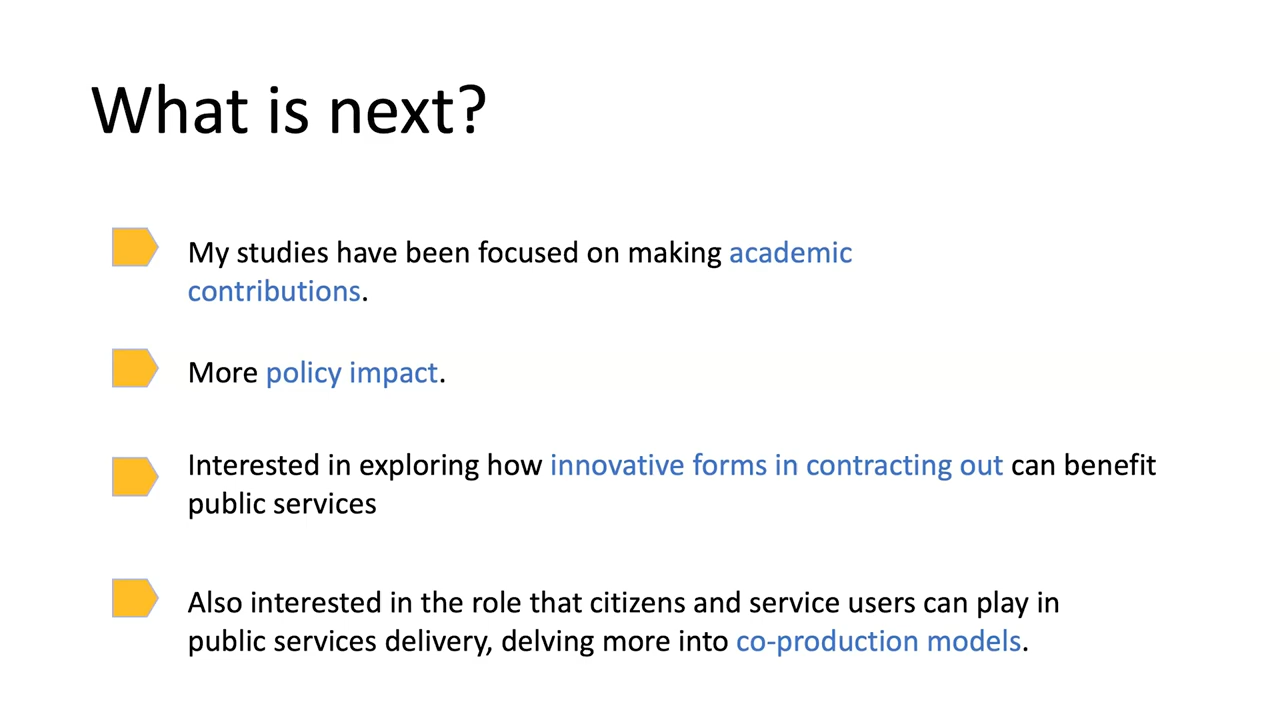 What is next?
My studies have been focused on making academic
contributions.
More policy impact.
Interested in exploring how innovative forms in contracting out can benefit
public services
Also interested in the role that citizens and service users can play in
public services delivery, delving more into co-production models.